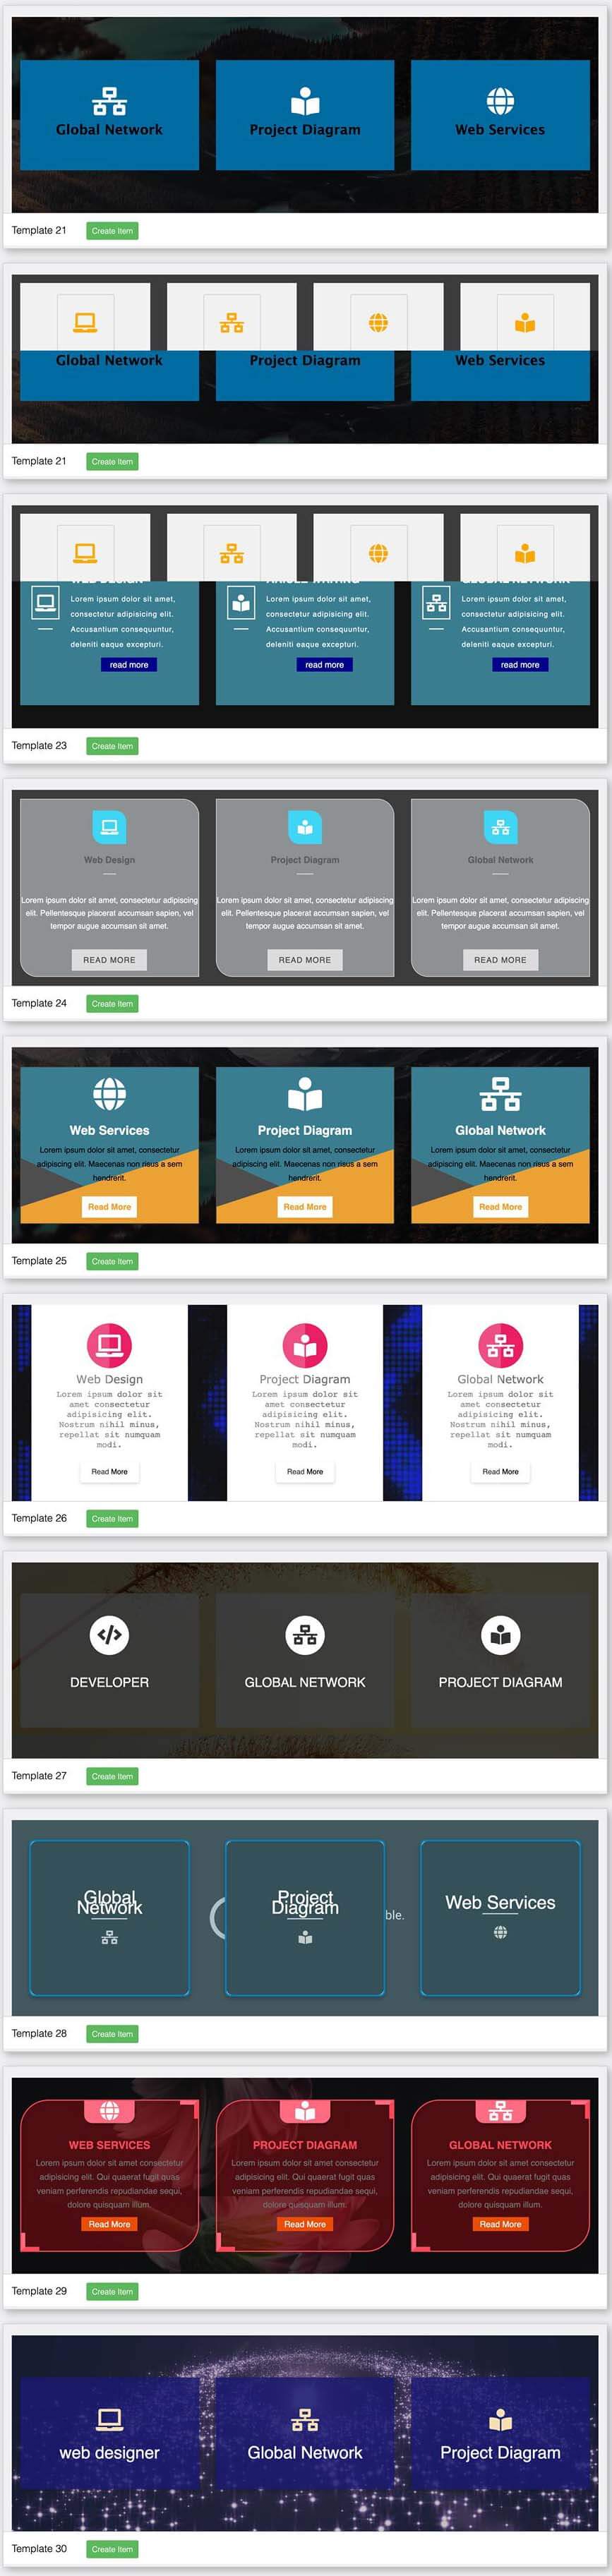 Global Network
Project Diagram
Web Services
Template 21
Create Item
Global Network
Project Diagram
Web Services
Template 21
Create Item
Lorem ipsum dolor sit amet,
consectetur adipisicing elit.
Accusantium consequuntur,
deleniti eaque excepturi.
read more
Lorem ipsum dolor sit amet,
consectetur adipisicing elit.
Accusantium consequuntur,
deleniti eaque excepturi.
read more
Lorem ipsum dolor sit amet,
consectetur adipisicing elit.
Accusantium consequuntur,
deleniti eaque excepturi.
read more
Template 23
Create Item
Web Design
Lorem ipsum dolor sit amet, consectetur adipiscing
elit. Pellentesque placerat accumsan sapien, vel
tempor augue accumsan sit amet.
READ MORE
Project Diagram
Lorem ipsum dolor sit amet, consectetur adipiscing
elit. Pellentesque placerat accumsan sapien, vel
tempor augue accumsan sit amet.
READ MORE
Global Network
Lorem ipsum dolor sit amet, consectetur adipiscing
elit. Pellentesque placerat accumsan sapien, vel
tempor augue accumsan sit amet.
READ MORE
Template 24
Create Item
Web Services
Lorem ipsum dolor sit amet, consectetur
adipiscing elit. Maecenas non risus a sem
hendrerit.
Read More
Project Diagram
Lorem ipsum dolor sit amet, consectetur
adipiscing elit. Maecenas non risus a sem
hendrerit.
Read More
Global Network
Lorem ipsum dolor sit amet, consectetur
adipiscing elit. Maecenas non risus a sem
hendrerit.
Read More
Template 25
Create Item
Web Design
Lorem ipsum dolor sit
amet consectetur
adipisicing elit.
Nostrum nihil minus,
repellat sit numquam
modi.
Read More
Project Diagram
Lorem ipsum dolor sit
amet consectetur
adipisicing elit.
Nostrum nihil minus,
repellat sit numquam
modi.
Read More
Global Network
Lorem ipsum dolor sit
amet consectetur
adipisicing elit.
Nostrum nihil minus,
repellat sit numquam
modi.
Read More
Template 26
Create Item
DEVELOPER
GLOBAL NETWORK
PROJECT DIAGRAM
Template 27
Create Item
Global
Network
Project
Diagram
ble.
Web Services
Template 28
Create Item
WEB SERVICES
Lorem ipsum dolor sit amet consectetur
adipisicing elit. Qui quaerat fugit quas
veniam perferendis repudiandae sequi,
dolore quisquam illum.
Read More
PROJECT DIAGRAM
Lorem ipsum dolor sit amet consectetur
adipisicing elit. Qui quaerat fugit quas
veniam perferendis repudiandae sequi,
dolore quisquam illum.
Read More
GLOBAL NETWORK
Lorem ipsum dolor sit amet consectetur
adipisicing elit. Qui quaerat fugit quas
veniam perferendis repudiandae sequi,
dolore quisquam illum.
Read More
Template 29
Create Item
web designer
Global Network
Project Diagram
Template 30
Create Item